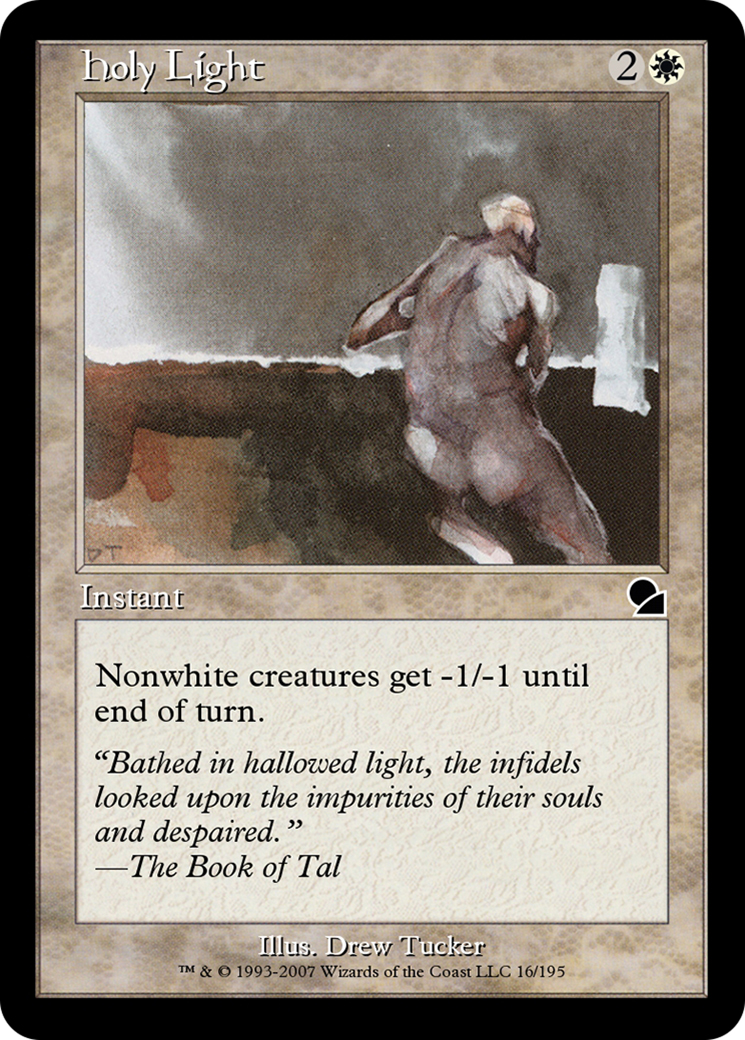 Holy Light
2
DT
Instant
Nonwhite creatures get -1/-1 until
end of turn.
“Bathed in hallowed light, the infidels
looked upon the impurities of their souls
and despaired.”
—The Book of Tal
Illus. Drew Tucker
™ & © 1993-2007 Wizards of the Coast LLC 16/195